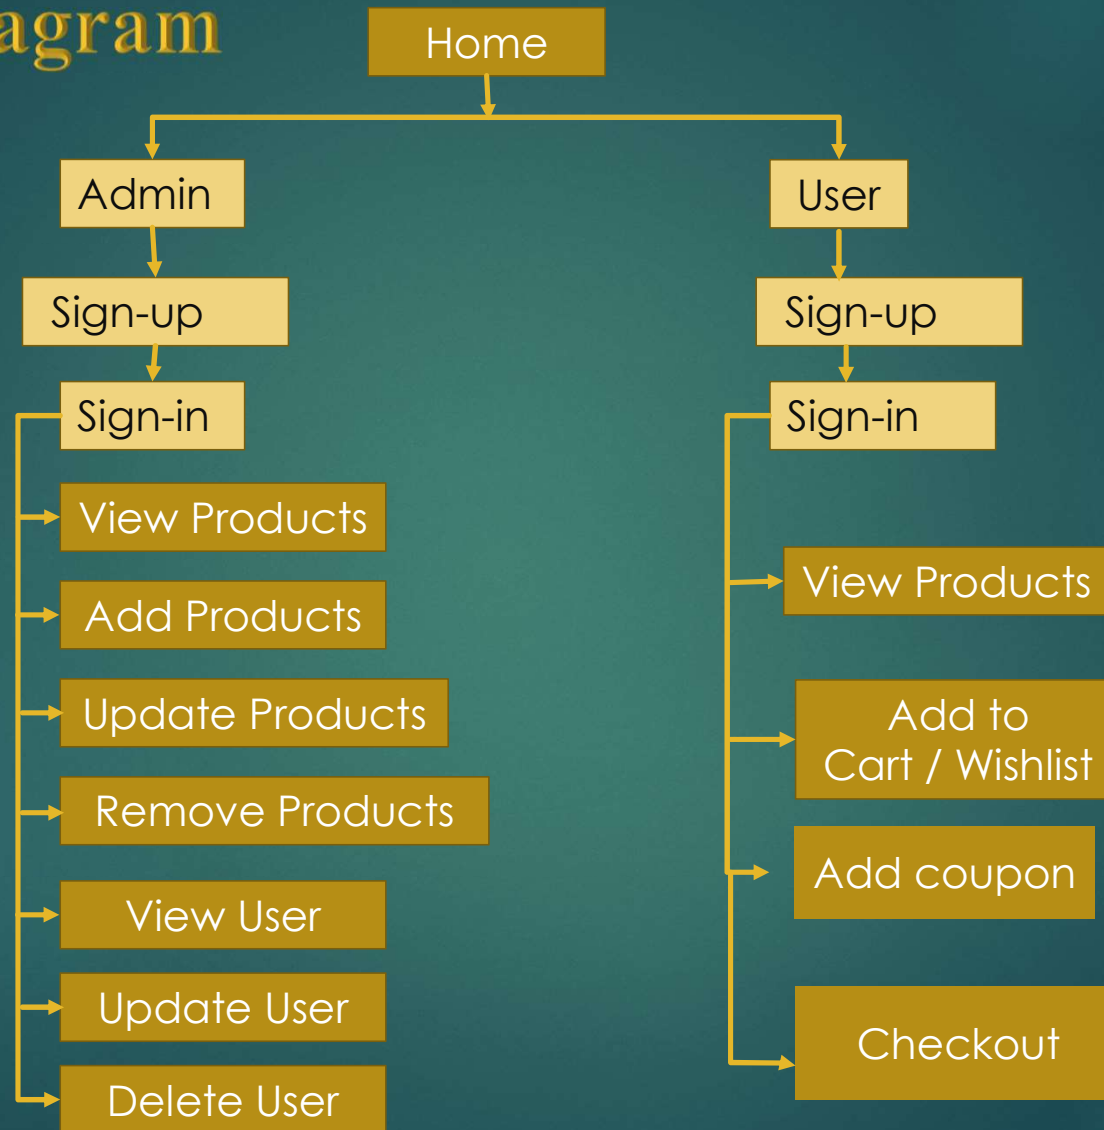 agram
Home
Admin
User
Sign-up
Sign-up
Sign-in
Sign-in
View Products
Add Products
Update Products
Remove Products
View User
Update User
Delete User
View Products
Add to
Cart / Wishlist
Add coupon
Checkout